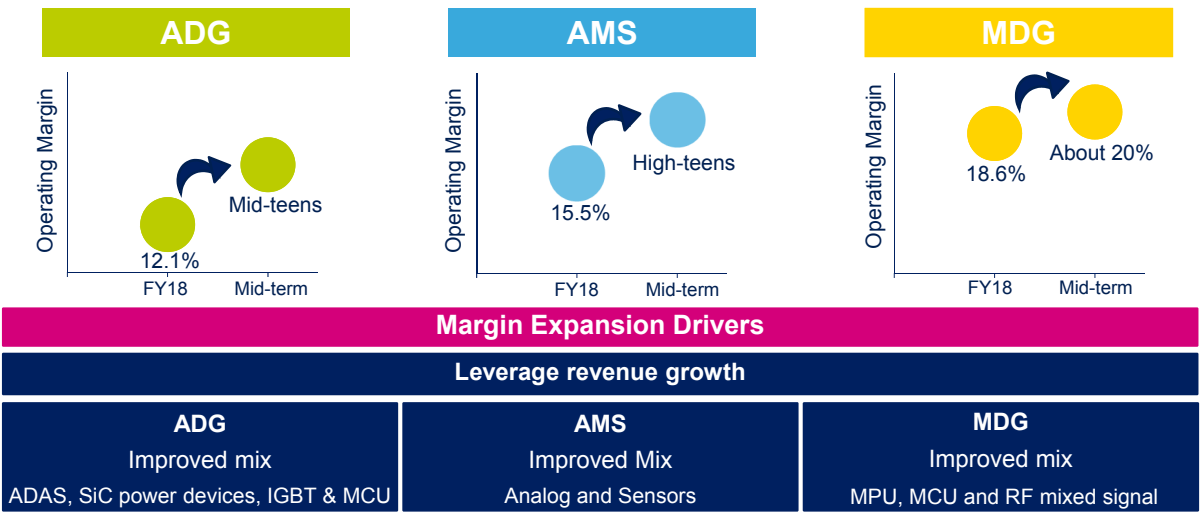 ADG
Operating Margin
Mid-teens
12.1%
FY18
Mid-term
AMS
Operating Margin
High-teens
15.5%
FY18
Mid-term
MDG
Operating Margin
About 20%
18.6%
FY18
Mid-term
Margin Expansion Drivers
Leverage revenue growth
ADG
Improved mix
ADAS, SiC power devices, IGBT & MCU
AMS
Improved Mix
Analog and Sensors
MDG
Improved mix
MPU, MCU and RF mixed signal